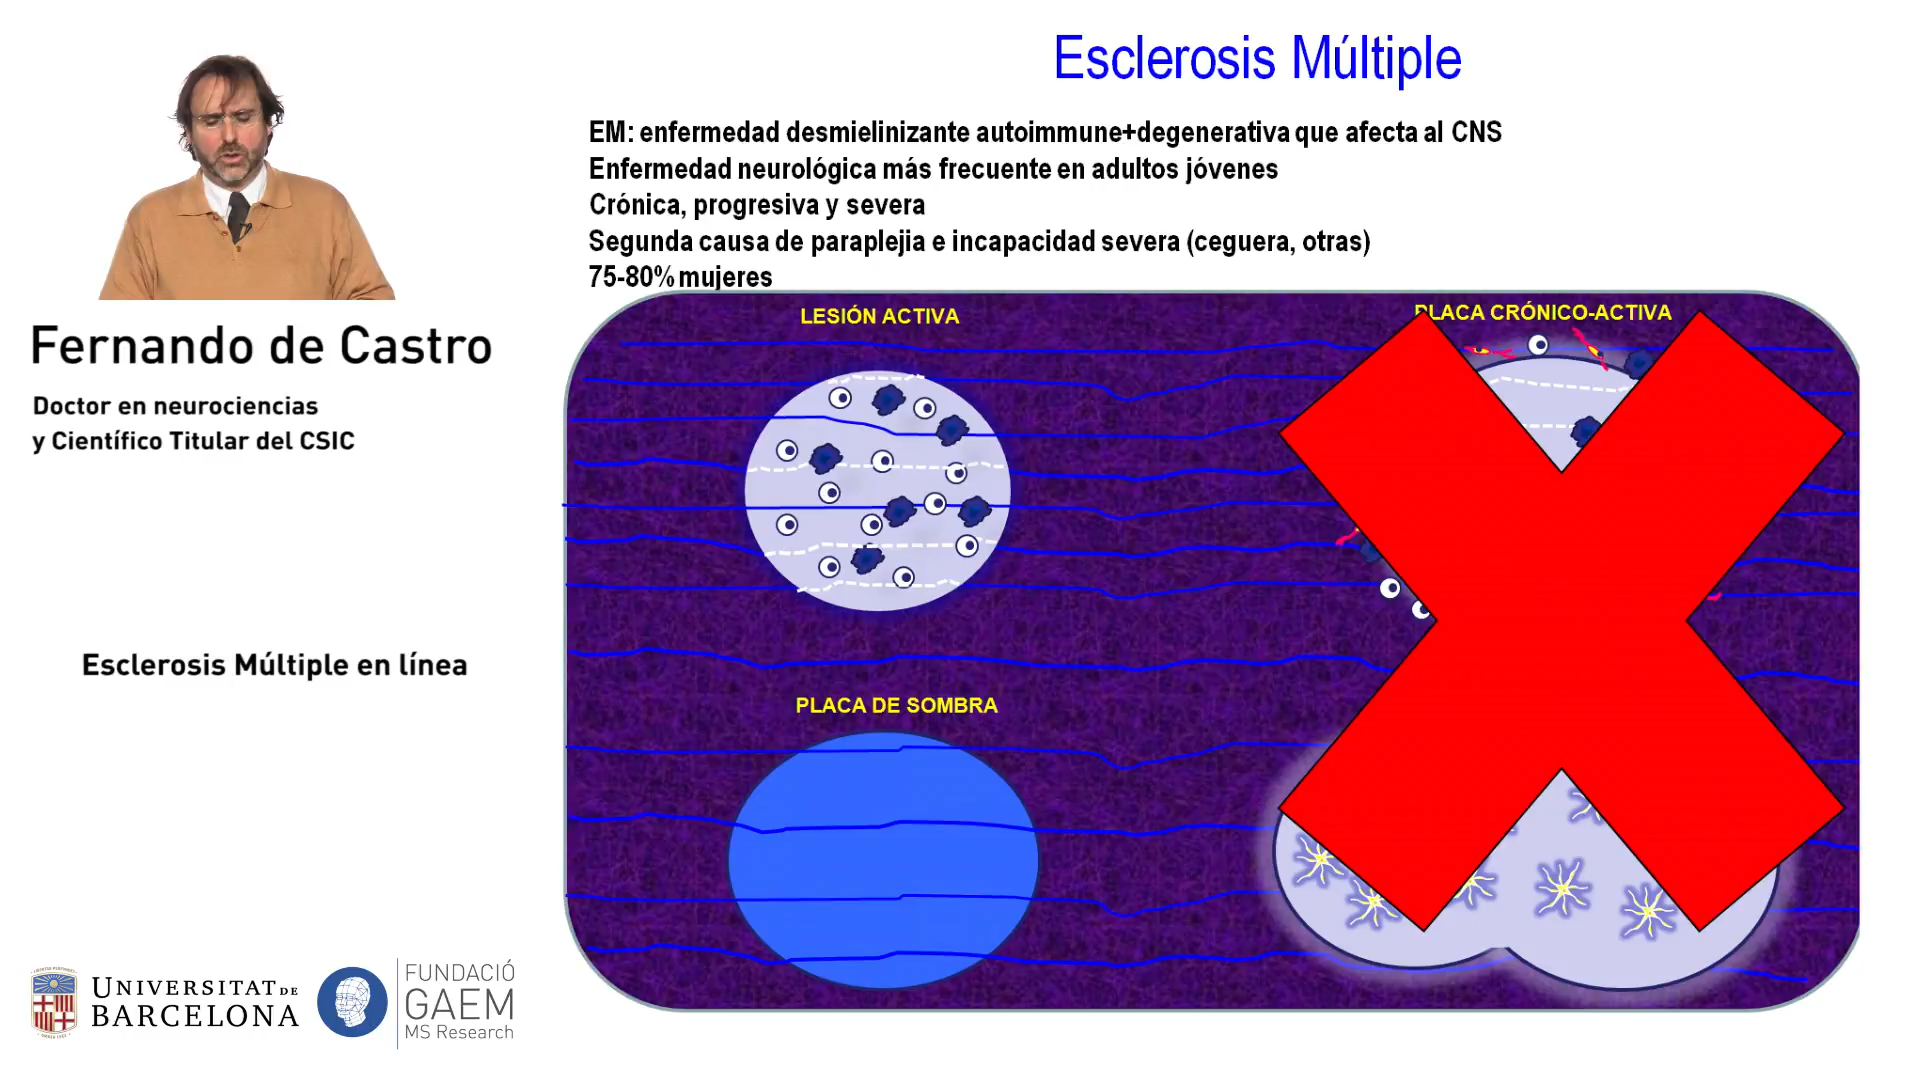 Esclerosis Múltiple
EM: enfermedad desmielinizante autoimmune+degenerativa que afecta al CNS
Enfermedad neurológica más frecuente en adultos jóvenes
Crónica, progresiva y severa
Segunda causa de paraplejia e incapacidad severa (ceguera, otras)
75-80% mujeres
LESIÓN ACTIVA
PLACA CRÓNICO-ACTIVA
PLACA DE SOMBRA
Fernando de Castro
Doctor en neurociencias
y Científico Titular del CSIC
Esclerosis Múltiple en línea
UNIVERSITAT DE
BARCELONA
FUNDACIÓ
GAEM
MS Research